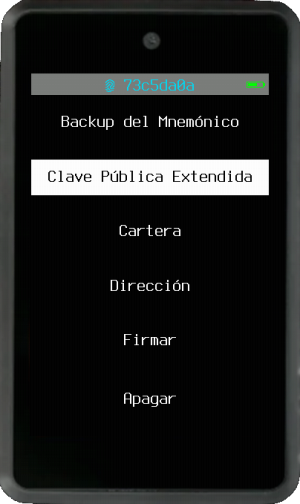 73c5da0a
Backup del Mnemónico
Clave Pública Extendida
Cartera
Dirección
Firmar
Apagar